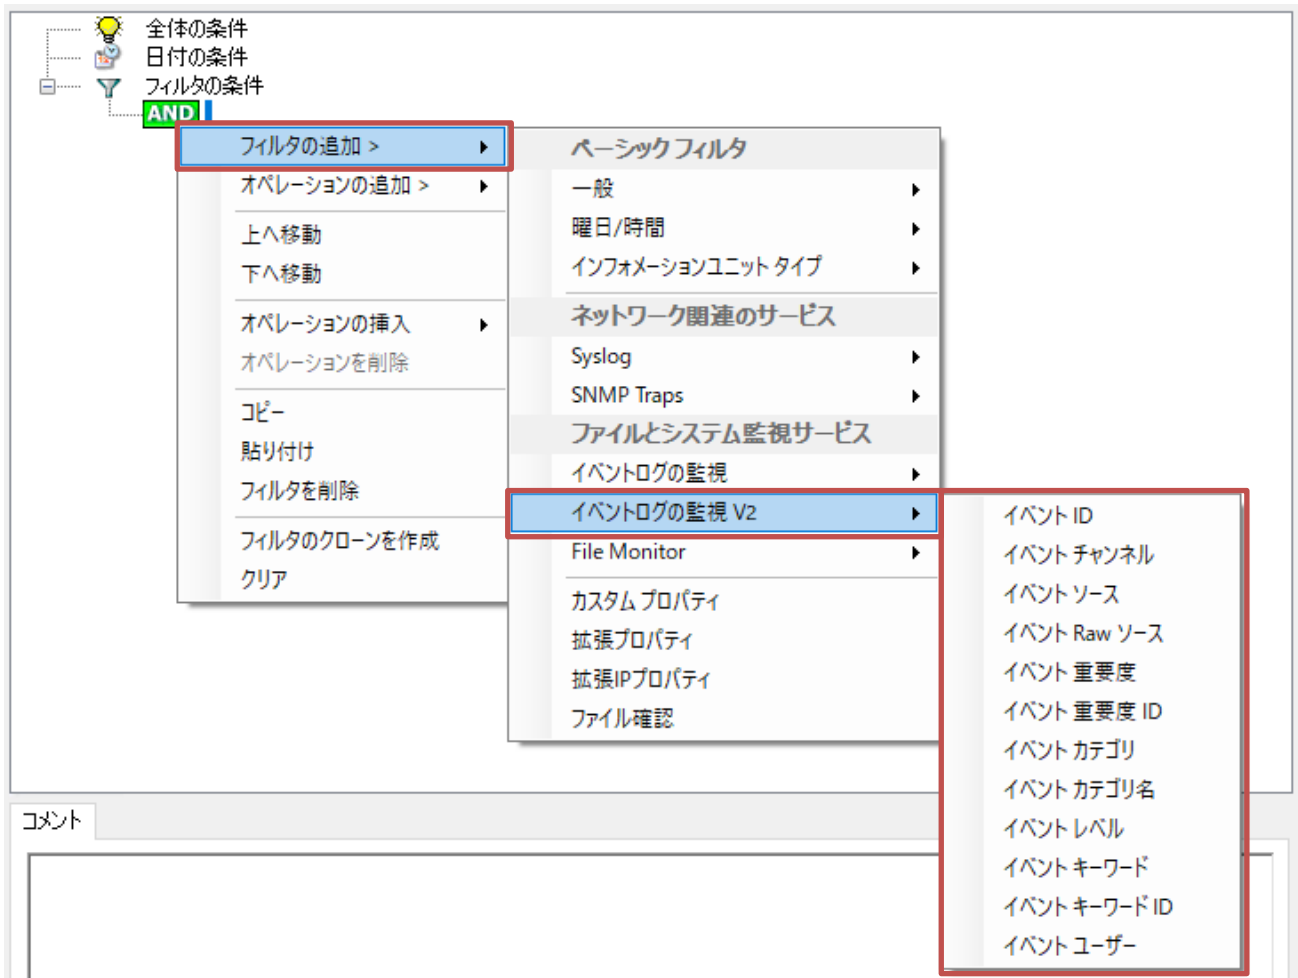 全体の条件
日付の条件
フィルタの条件
AND
フィルタの追加 >
オペレーションの追加 >
上へ移動
下へ移動
オペレーションの挿入
オペレーションを削除
コピー
貼り付け
フィルタを削除
フィルタのクローンを作成
クリア
ベーシック フィルタ
一般
曜日/時間
インフォメーションユニット タイプ
ネットワーク関連のサービス
Syslog
SNMP Traps
ファイルとシステム監視サービス
イベントログの監視
イベントログの監視 V2
File Monitor
カスタム プロパティ
拡張プロパティ
拡張IPプロパティ
ファイル確認
イベント ID
イベント チャンネル
イベント ソース
イベント Raw ソース
イベント 重要度
イベント 重要度 ID
イベント カテゴリ
イベント カテゴリ名
イベント レベル
イベント キーワード
イベント キーワード ID
イベント ユーザー
コメント